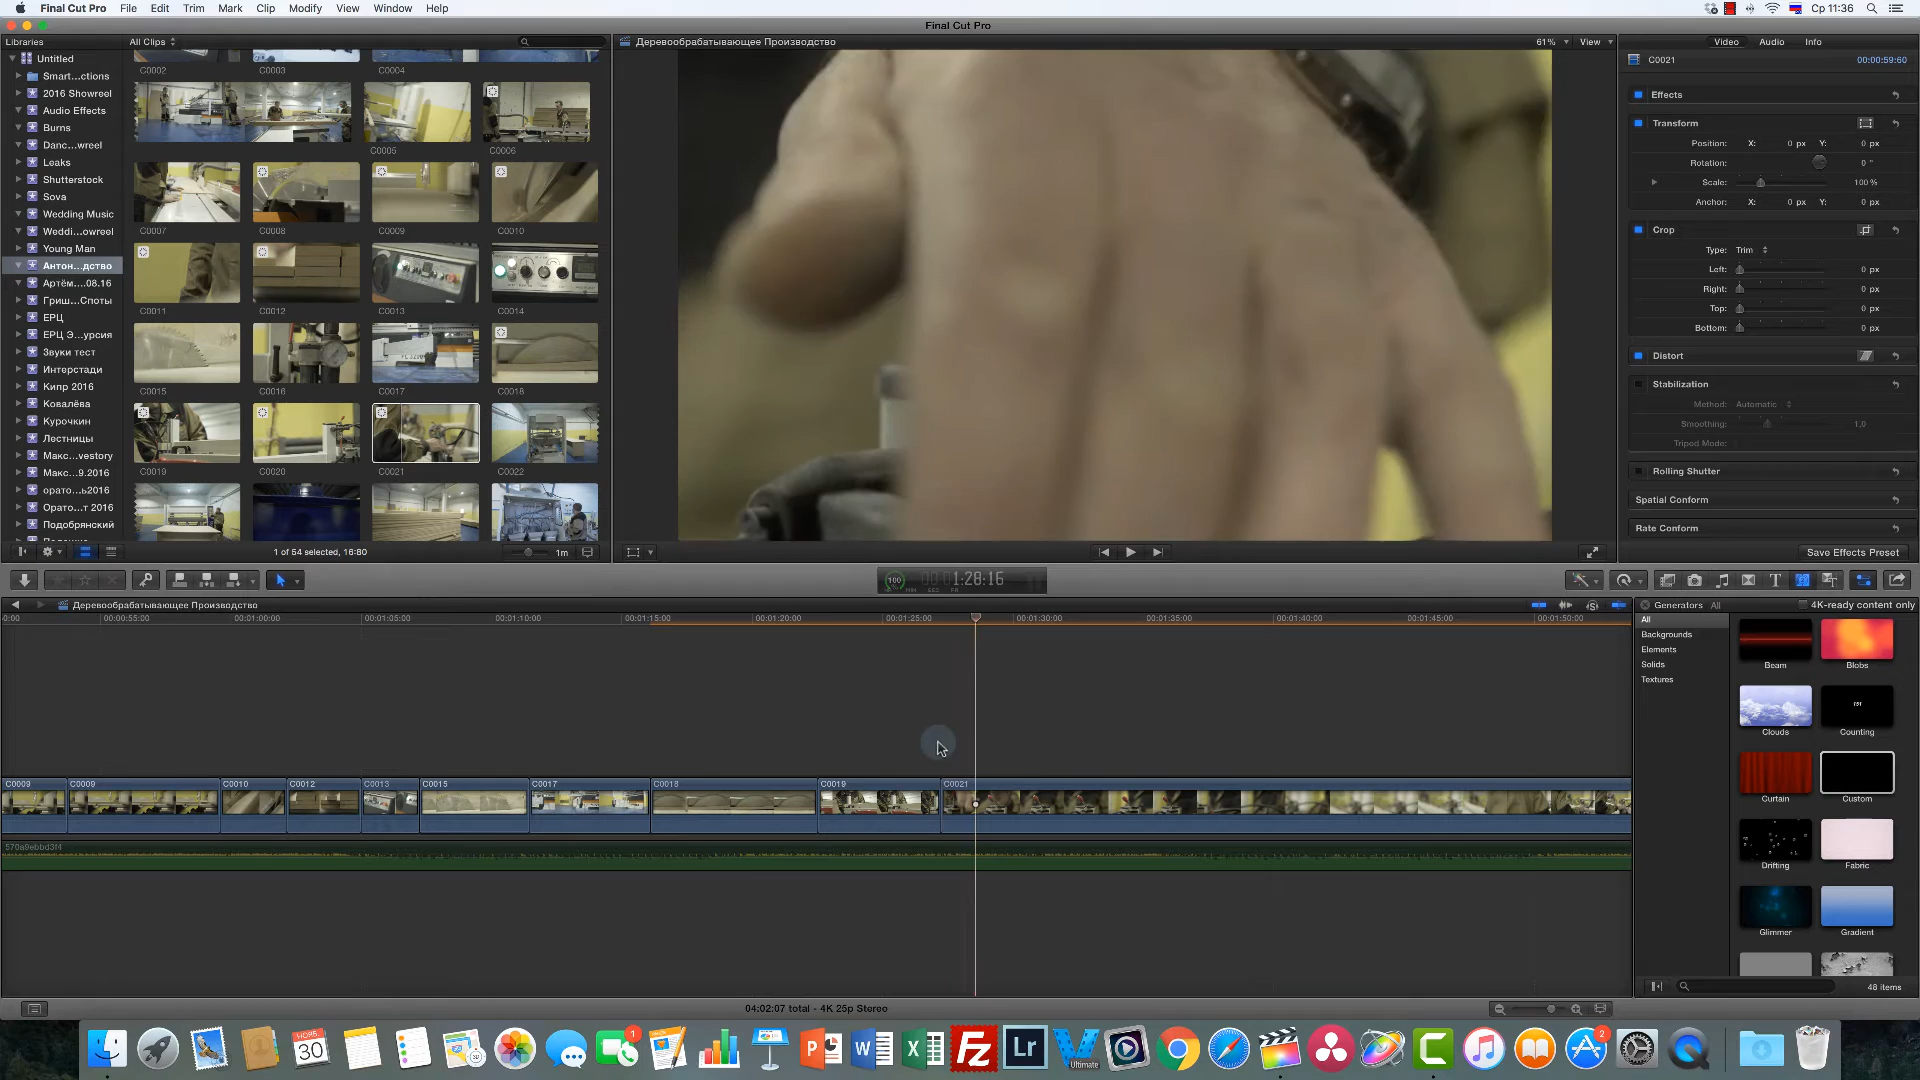 Final Cut Pro File Edit Trim Mark Clip Modify View Window Help
Ср 11:36
Final Cut Pro
Libraries
All Clips
Деревообрабатывающее Производство
61%
View
Video Audio Info
Untitled
Smart...ctions
2016 Showreel
Audio Effects
Burns
Danc...wreel
Leaks
Shutterstock
Sova
Wedding Music
Weddi...owreel
Young Man
Антон...дство
Артём....08.16
Гриш...Споты
ЕРЦ
ЕРЦ Э...урсия
Звуки тест
Интерстади
Кипр 2016
Ковалёва
Курочкин
Лестницы
Макс...vestory
Макс...9.2016
орато...ь2016
Орато...т 2016
Подобрянский
C0002 C0003 C0004
C0005 C0006
C0007 C0008 C0009 C0010
C0011 C0012 C0013 C0014
C0015 C0016 C0017 C0018
C0019 C0020 C0021 C0022
1 of 54 selected, 16:80
1m
C0021
00:00:59:60
Effects
Transform
Position: X: 0 px Y: 0 px
Rotation: 0 °
Scale: 100 %
Anchor: X: 0 px Y: 0 px
Crop
Type: Trim
Left: 0 px
Right: 0 px
Top: 0 px
Bottom: 0 px
Distort
Stabilization
Method: Automatic
Smoothing: 1,0
Tripod Mode:
Rolling Shutter
Spatial Conform
Rate Conform
Save Effects Preset
100
1:28:16
Деревообрабатывающее Производство
00:00:55:00 00:01:00:00 00:01:05:00 00:01:10:00 00:01:15:00 00:01:20:00 00:01:25:00 00:01:30:00 00:01:35:00 00:01:40:00 00:01:45:00 00:01:50:00
C0009 C0009 C0010 C0012 C0013 C0015 C0017 C0018 C0019 C0021
570a9ebbd3f4
04:02:07 total - 4K 25p Stereo
Generators All
4K-ready content only
All
Backgrounds
Elements
Solids
Textures
Beam Blobs
Clouds Counting
Curtain Custom
Drifting Fabric
Glimmer Gradient
48 items
НОЯБ.
30
1
Fz
Lr
Ultimate
2